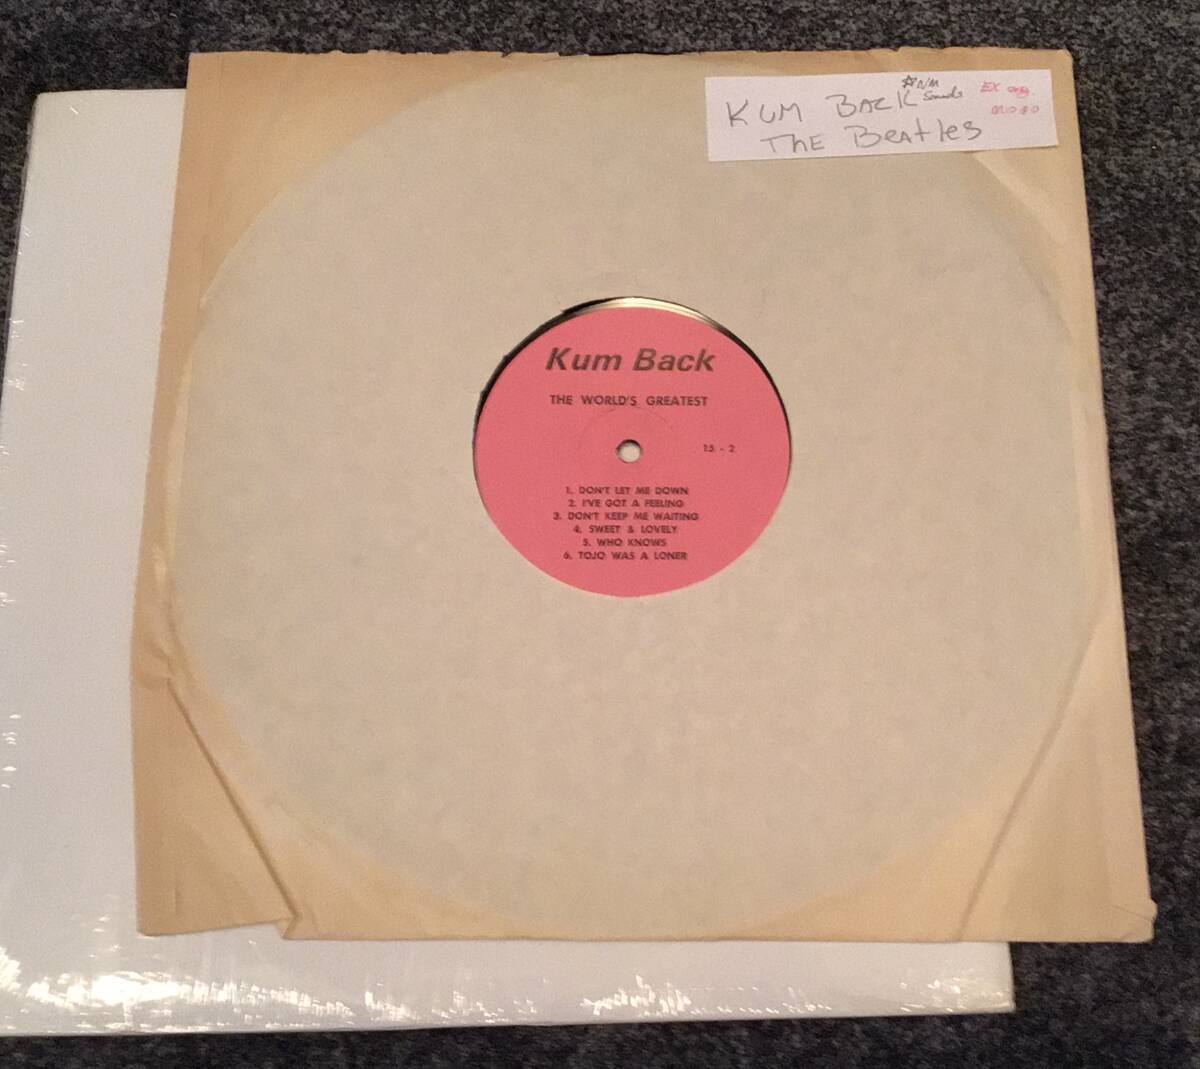 KUM BACK
☆N/M
Sounds
EX orig.
mono
THE Beatles
Kum Back
THE WORLD'S GREATEST
15 - 2
1. DON'T LET ME DOWN
2. I'VE GOT A FEELING
3. DON'T KEEP ME WAITING
4. SWEET & LOVELY
5. WHO KNOWS
6. TOJO WAS A LONER